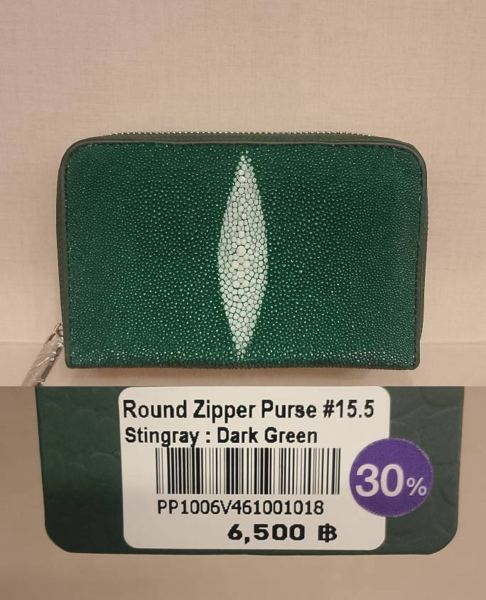 Round Zipper Purse #15.5
Stingray : Dark Green
30%
PP1006V461001018
6,500 ฿